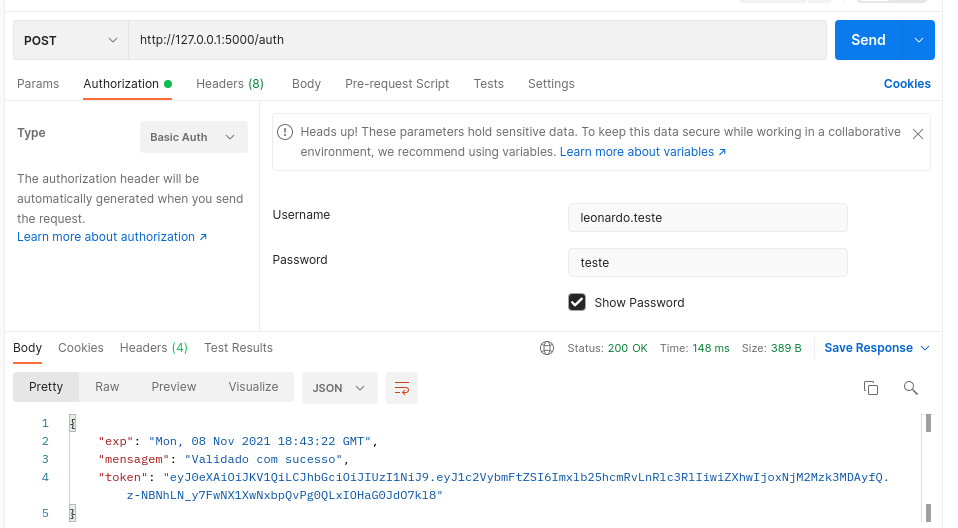 POST
http://127.0.0.1:5000/auth
Send
Params
Authorization
Headers (8)
Body
Pre-request Script
Tests
Settings
Cookies
Type
Basic Auth
The authorization header will be
automatically generated when you send
the request.
Learn more about authorization ↗
Heads up! These parameters hold sensitive data. To keep this data secure while working in a collaborative
environment, we recommend using variables. Learn more about variables ↗
Username
leonardo.teste
Password
teste
Show Password
Body
Cookies
Headers (4)
Test Results
Status: 200 OK
Time: 148 ms
Size: 389 B
Save Response
Pretty
Raw
Preview
Visualize
JSON
1 {
2 "exp": "Mon, 08 Nov 2021 18:43:22 GMT",
3 "mensagem": "Validado com sucesso",
4 "token": "eyJ0eXAiOiJKV1QiLCJhbGciOiJIUzI1NiJ9.eyJ1c2VybmFtZSI6Imxlb25hcmRvLnRlc3RlIiwiZXhwIjoxNjM2Mzk3MDAyfQ.
z-NBNhLN_y7FwNX1XwNxbpQvPg0QLxIOHaG0JdO7kl8"
5 }